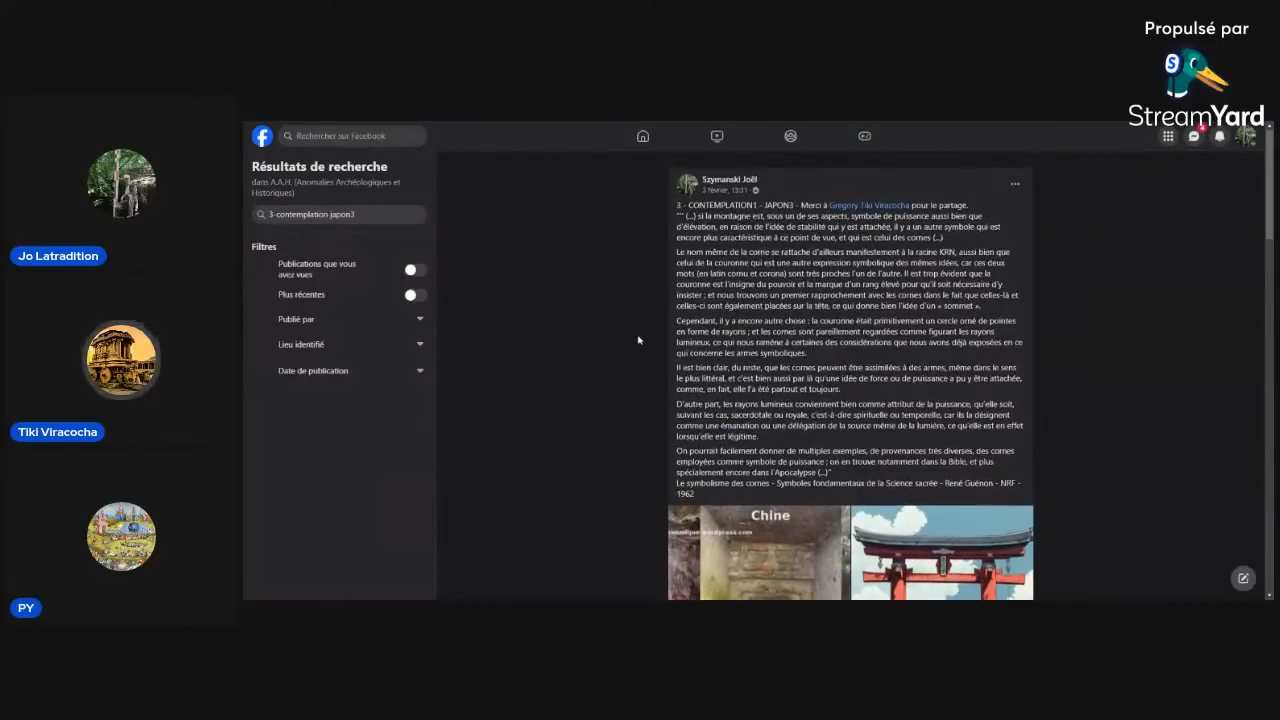 Propulsé par
StreamYard
Jo Latradition
Tiki Viracocha
PY
Rechercher sur Facebook
Résultats de recherche
dans A.A.H. (Anomalies Archéologiques et
Historiques)
3-contemplation japon3
Filtres
Publications que vous
avez vues
Plus récentes
Publié par
Lieu identifié
Date de publication
Szymanski Joël
3 février, 13:31
3 - CONTEMPLATION1 - JAPON3 - Merci à Gregory Tiki Viracocha pour le partage.
"" (...) si la montagne est, sous un de ses aspects, symbole de puissance aussi bien que
d'élévation, en raison de l'idée de stabilité qui y est attachée, il y a un autre symbole qui est
encore plus caractéristique à ce point de vue, et qui est celui des cornes (...)
Le nom même de la corne se rattache d'ailleurs manifestement à la racine KRN, aussi bien que
celui de la couronne qui est une autre expression symbolique des mêmes idées, car ces deux
mots (en latin cornu et corona) sont très proches l'un de l'autre. Il est trop évident que la
couronne est l'insigne du pouvoir et la marque d'un rang élevé pour qu'il soit nécessaire d'y
insister ; et nous trouvons un premier rapprochement avec les cornes dans le fait que celles-là et
celles-ci sont également placées sur la tête, ce qui donne bien l'idée d'un « sommet ».
Cependant, il y a encore autre chose : la couronne était primitivement un cercle orné de pointes
en forme de rayons ; et les cornes sont pareillement regardées comme figurant les rayons
lumineux, ce qui nous ramène à certaines des considérations que nous avons déjà exposées en ce
qui concerne les armes symboliques.
Il est bien clair, du reste, que les cornes peuvent être assimilées à des armes, même dans le sens
le plus littéral, et c'est bien aussi par là qu'une idée de force ou de puissance a pu y être attachée,
comme, en fait, elle l'a été partout et toujours.
D'autre part, les rayons lumineux conviennent bien comme attribut de la puissance, qu'elle soit,
suivant les cas, sacerdotale ou royale, c'est-à-dire spirituelle ou temporelle, car ils la désignent
comme une émanation ou une délégation de la source même de la lumière, ce qu'elle est en effet
lorsqu'elle est légitime.
On pourrait facilement donner de multiples exemples, de provenances très diverses, des cornes
employées comme symbole de puissance ; on en trouve notamment dans la Bible, et plus
spécialement encore dans l'Apocalypse (...)"
Le symbolisme des cornes - Symboles fondamentaux de la Science sacrée - René Guénon - NRF -
1962
Chine